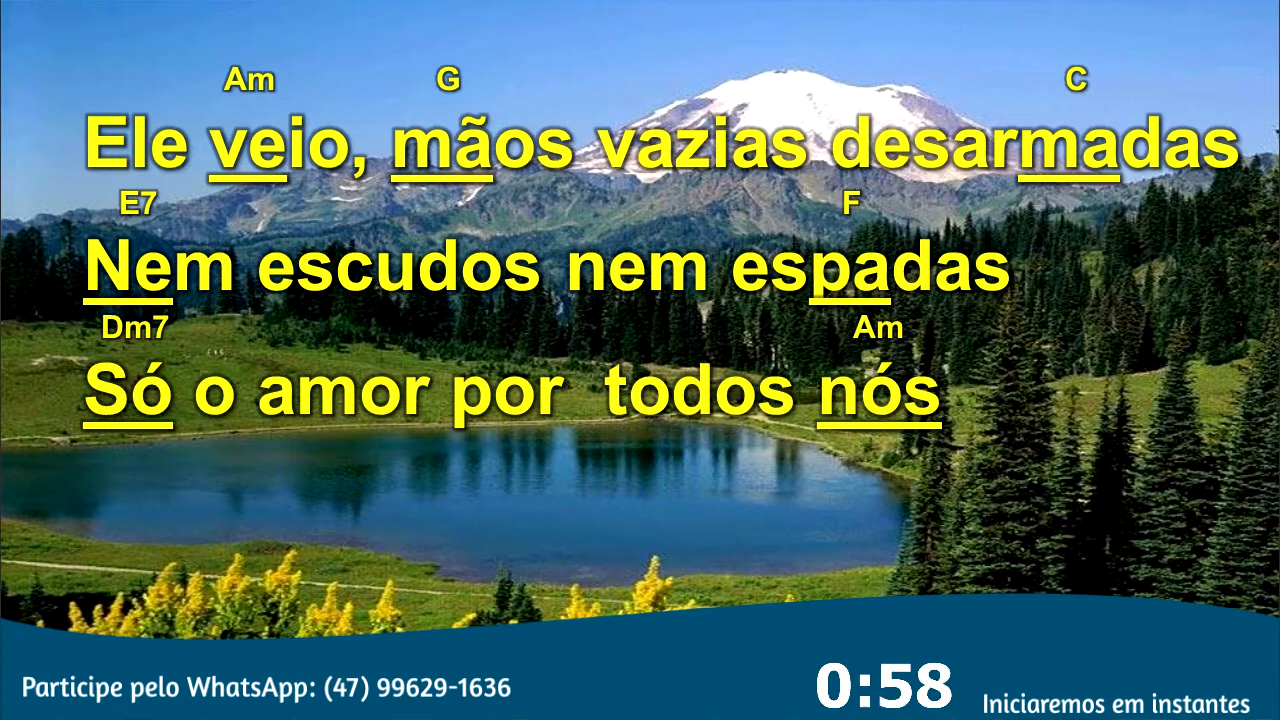 Am G C
Ele veio, mãos vazias desarmadas
E7 F
Nem escudos nem espadas
Dm7 Am
Só o amor por todos nós
Participe pelo WhatsApp: (47) 99629-1636
0:58
Iniciaremos em instantes